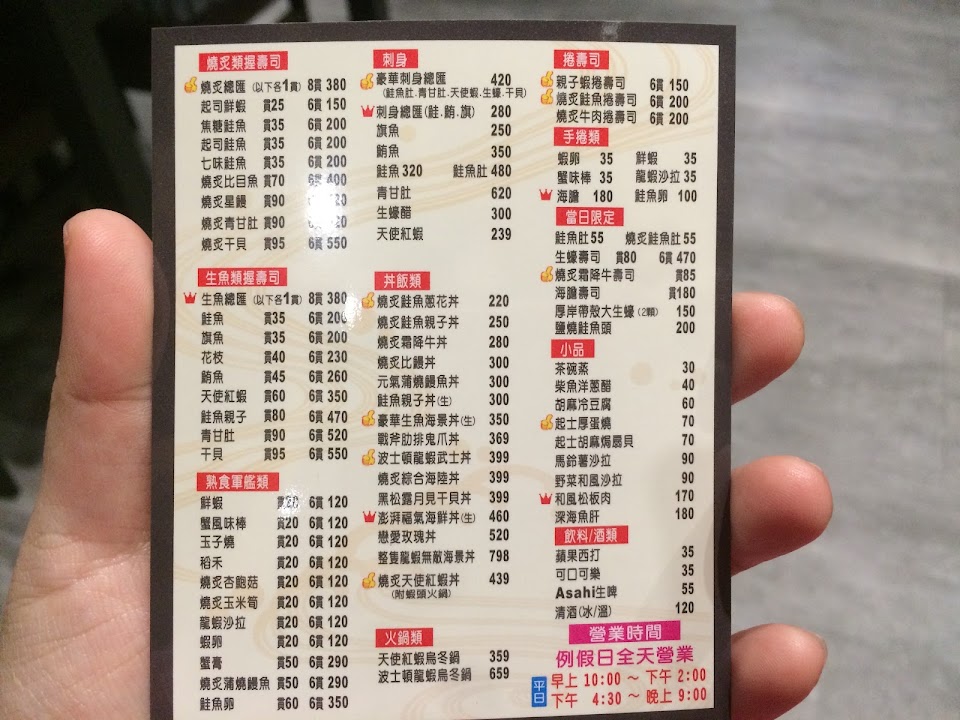 燒炙類握壽司
燒炙總匯 (以下各1貫) 8貫 380
起司鮮蝦 貫25 6貫 150
焦糖鮭魚 貫35 6貫 200
起司鮭魚 貫35 6貫 200
七味鮭魚 貫35 6貫 200
燒炙比目魚 貫70 6貫 400
燒炙星鰻 貫90
燒炙青甘肚 貫90
燒炙干貝 貫95 6貫 550
生魚類握壽司
生魚總匯 (以下各1貫) 8貫 380
鮭魚 貫35 6貫 200
旗魚 貫35 6貫 200
花枝 貫40 6貫 230
鮪魚 貫45 6貫 260
天使紅蝦 貫60 6貫 350
鮭魚親子 貫80 6貫 470
青甘肚 貫90 6貫 520
干貝 貫95 6貫 550
熟食軍艦類
鮮蝦 貫20 6貫 120
蟹風味棒 貫20 6貫 120
玉子燒 貫20 6貫 120
稻禾 貫20 6貫 120
燒炙杏鮑菇 貫20 6貫 120
燒炙玉米筍 貫20 6貫 120
龍蝦沙拉 貫20 6貫 120
蝦卵 貫20 6貫 120
蟹膏 貫50 6貫 290
燒炙蒲燒鰻魚 貫50 6貫 290
鮭魚卵 貫60 6貫 350
刺身
豪華刺身總匯 420
(鮭魚肚.青甘肚.天使蝦.生蠔.干貝)
刺身總匯(鮭.鮪.旗) 280
旗魚 250
鮪魚 350
鮭魚 320 鮭魚肚 480
青甘肚 620
生蠔醋 300
天使紅蝦 239
丼飯類
燒炙鮭魚蔥花丼 220
燒炙鮭魚親子丼 250
燒炙霜降牛丼 280
燒炙比鰻丼 300
元氣蒲燒鰻魚丼 300
鮭魚親子丼(生) 300
豪華生魚海景丼(生) 350
戰斧肋排鬼爪丼 369
波士頓龍蝦武士丼 399
燒炙綜合海陸丼 399
黑松露月見干貝丼 399
澎湃福氣海鮮丼(生) 460
戀愛玫瑰丼 520
整隻龍蝦無敵海景丼 798
燒炙天使紅蝦丼 439
(附蝦頭火鍋)
火鍋類
天使紅蝦烏冬鍋 359
波士頓龍蝦烏冬鍋 659
捲壽司
親子蝦捲壽司 6貫 150
燒炙鮭魚捲壽司 6貫 200
燒炙牛肉捲壽司 6貫 200
手捲類
蝦卵 35 鮮蝦 35
蟹味棒 35 龍蝦沙拉 35
海膽 180 鮭魚卵 100
當日限定
鮭魚肚 55 燒炙鮭魚肚 55
生蠔壽司 貫80 6貫 470
燒炙霜降牛壽司 貫85
海膽壽司 貫180
厚岸帶殼大生蠔(2顆) 150
鹽燒鮭魚頭 200
小品
茶碗蒸 30
柴魚洋蔥醋 40
胡麻冷豆腐 60
起士厚蛋燒 70
起士胡麻焗扇貝 70
馬鈴薯沙拉 90
野菜和風沙拉 90
和風松板肉 170
深海魚肝 180
飲料/酒類
蘋果西打 35
可口可樂 35
Asahi生啤 55
清酒(冰/溫) 120
營業時間
例假日全天營業
平日 早上 10:00 ～ 下午 2:00
下午 4:30 ～ 晚上 9:00